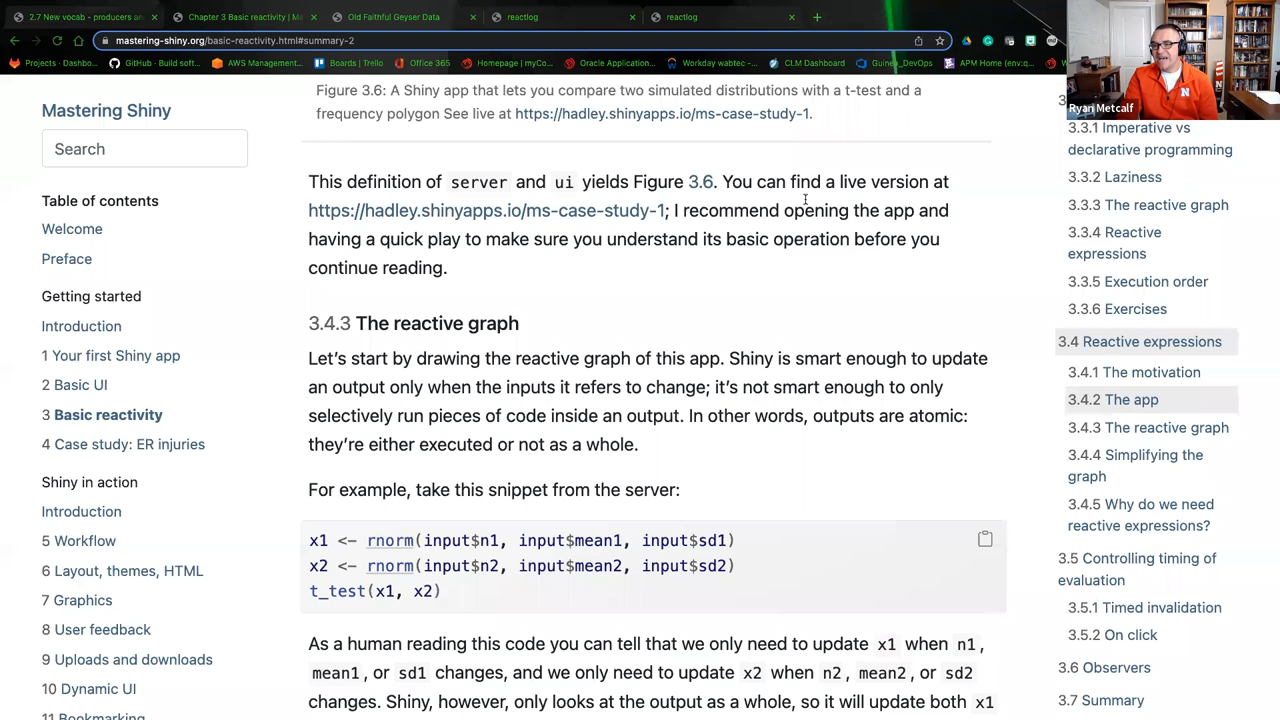 2.7 New vocab - producers an
Chapter 3 Basic reactivity | Ma
Old Faithful Geyser Data
reactlog
reactlog
mastering-shiny.org/basic-reactivity.html#summary-2
Projects · Dashbo...
GitHub · Build soft...
AWS Management...
Boards | Trello
Office 365
Homepage | myCo...
Oracle Application...
Workday wabtec -...
CLM Dashboard
Guinea_DevOps
APM Home (env:q...
Ryan Metcalf
Mastering Shiny
Search
Table of contents
Welcome
Preface
Getting started
Introduction
1 Your first Shiny app
2 Basic UI
3 Basic reactivity
4 Case study: ER injuries
Shiny in action
Introduction
5 Workflow
6 Layout, themes, HTML
7 Graphics
8 User feedback
9 Uploads and downloads
10 Dynamic UI
11 Bookmarking
Figure 3.6: A Shiny app that lets you compare two simulated distributions with a t-test and a
frequency polygon See live at https://hadley.shinyapps.io/ms-case-study-1.
This definition of server and ui yields Figure 3.6. You can find a live version at
https://hadley.shinyapps.io/ms-case-study-1; I recommend opening the app and
having a quick play to make sure you understand its basic operation before you
continue reading.
3.4.3 The reactive graph
Let's start by drawing the reactive graph of this app. Shiny is smart enough to update
an output only when the inputs it refers to change; it's not smart enough to only
selectively run pieces of code inside an output. In other words, outputs are atomic:
they're either executed or not as a whole.
For example, take this snippet from the server:
x1 <- rnorm(input$n1, input$mean1, input$sd1)
x2 <- rnorm(input$n2, input$mean2, input$sd2)
t_test(x1, x2)
As a human reading this code you can tell that we only need to update x1 when n1,
mean1, or sd1 changes, and we only need to update x2 when n2, mean2, or sd2
changes. Shiny, however, only looks at the output as a whole, so it will update both x1
3.3.1 Imperative vs
declarative programming
3.3.2 Laziness
3.3.3 The reactive graph
3.3.4 Reactive
expressions
3.3.5 Execution order
3.3.6 Exercises
3.4 Reactive expressions
3.4.1 The motivation
3.4.2 The app
3.4.3 The reactive graph
3.4.4 Simplifying the
graph
3.4.5 Why do we need
reactive expressions?
3.5 Controlling timing of
evaluation
3.5.1 Timed invalidation
3.5.2 On click
3.6 Observers
3.7 Summary